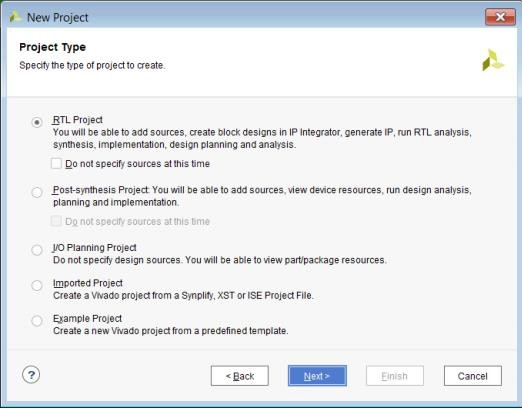 New Project
Project Type
Specify the type of project to create.
RTL Project
You will be able to add sources, create block designs in IP Integrator, generate IP, run RTL analysis,
synthesis, implementation, design planning and analysis.
Do not specify sources at this time
Post-synthesis Project: You will be able to add sources, view device resources, run design analysis,
planning and implementation.
Do not specify sources at this time
I/O Planning Project
Do not specify design sources. You will be able to view part/package resources.
Imported Project
Create a Vivado project from a Synplify, XST or ISE Project File.
Example Project
Create a new Vivado project from a predefined template.
? < Back Next > Finish Cancel